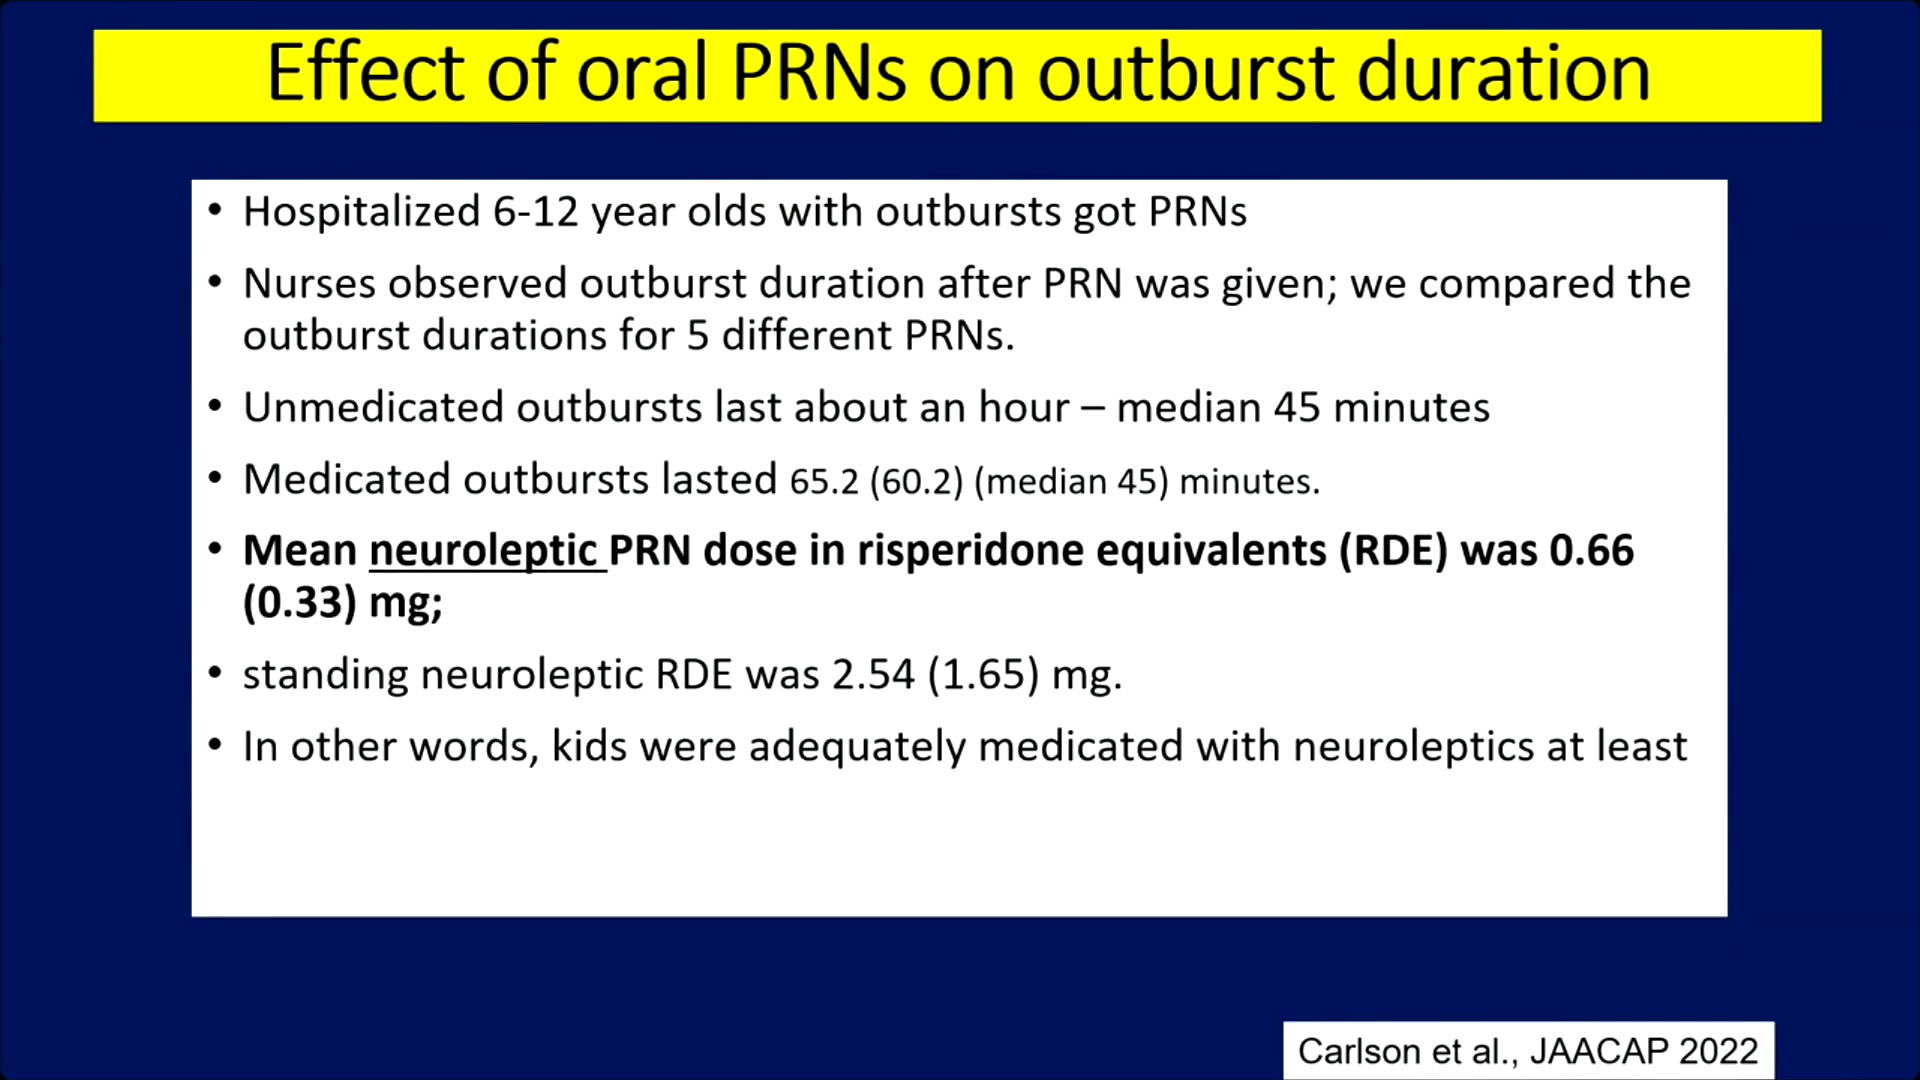 Effect of oral PRNs on outburst duration
• Hospitalized 6-12 year olds with outbursts got PRNs
• Nurses observed outburst duration after PRN was given; we compared the
outburst durations for 5 different PRNs.
• Unmedicated outbursts last about an hour – median 45 minutes
• Medicated outbursts lasted 65.2 (60.2) (median 45) minutes.
• Mean neuroleptic PRN dose in risperidone equivalents (RDE) was 0.66
(0.33) mg;
• standing neuroleptic RDE was 2.54 (1.65) mg.
• In other words, kids were adequately medicated with neuroleptics at least
Carlson et al., JAACAP 2022